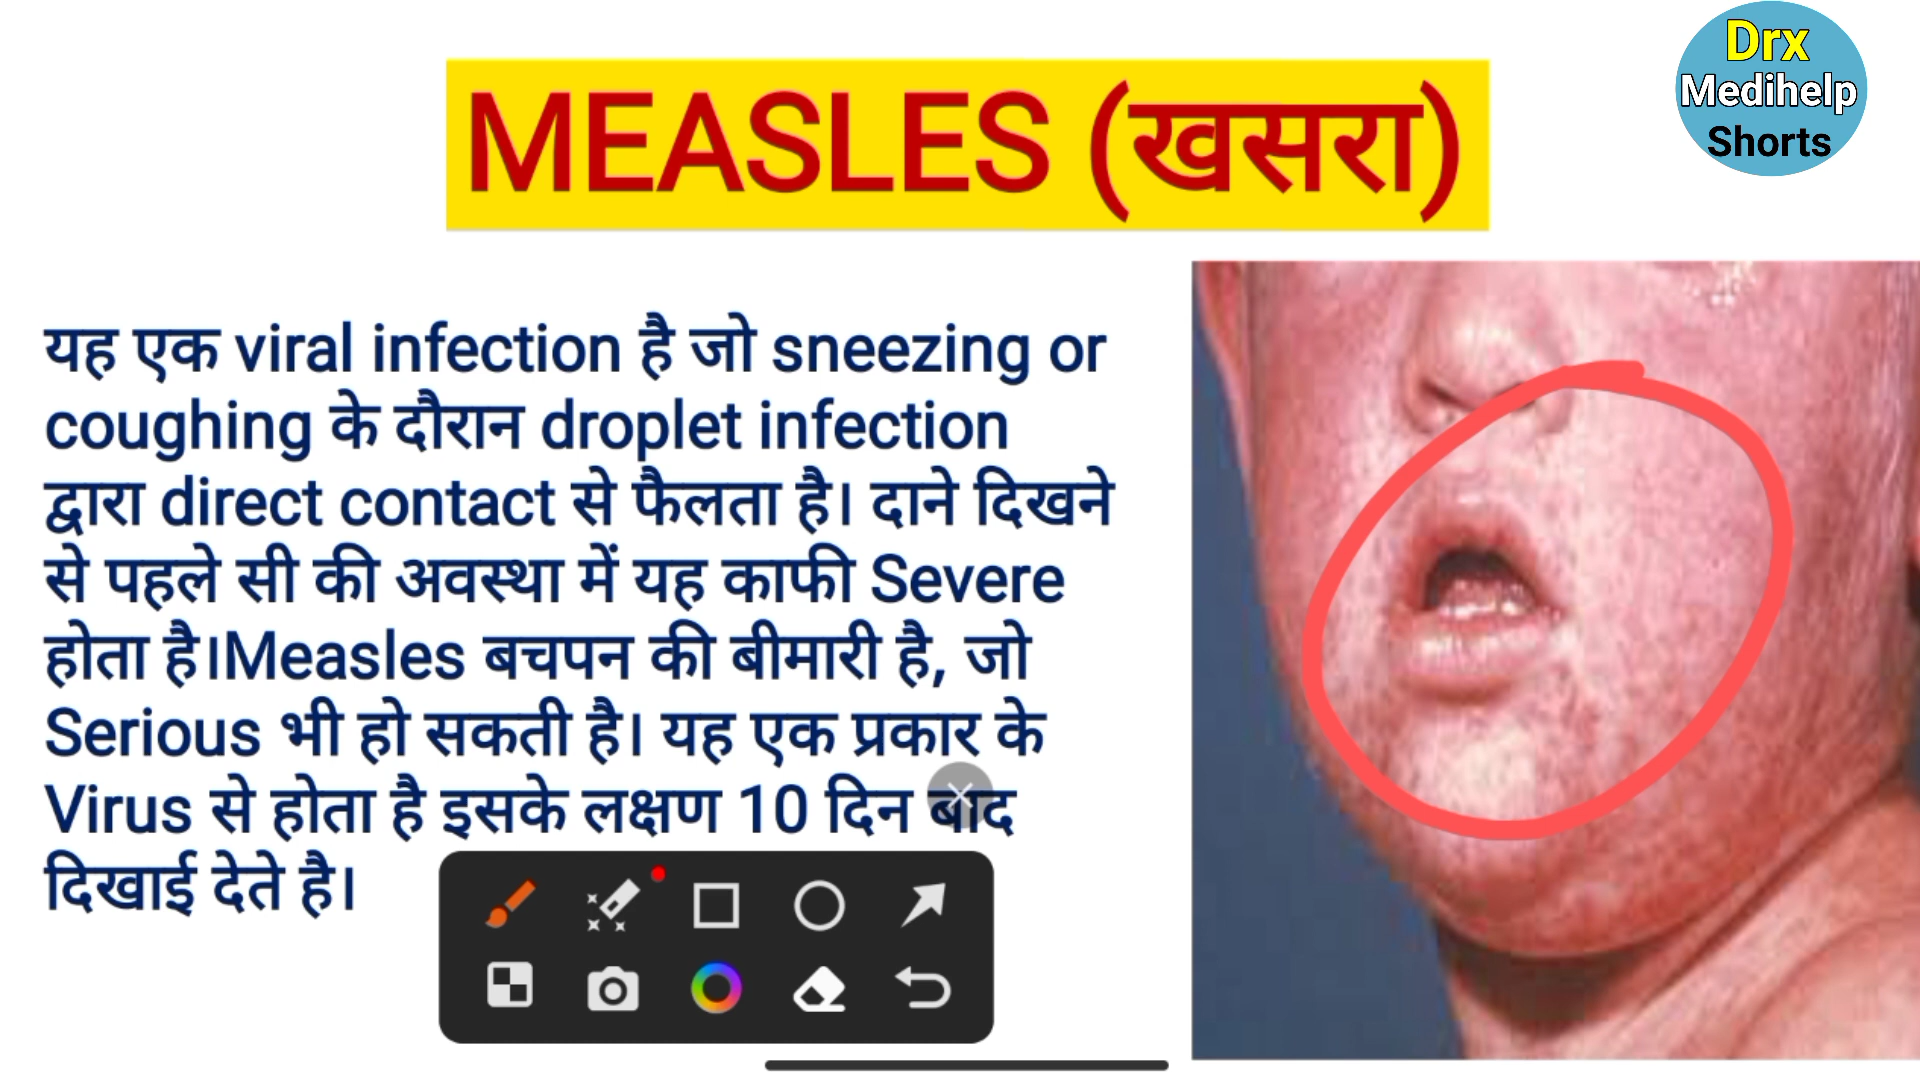 MEASLES (खसरा)
Drx
Medihelp
Shorts
यह एक viral infection है जो sneezing or
coughing के दौरान droplet infection
द्वारा direct contact से फैलता है। दाने दिखने
से पहले सी की अवस्था में यह काफी Severe
होता है।Measles बचपन की बीमारी है, जो
Serious भी हो सकती है। यह एक प्रकार के
Virus से होता है इसके लक्षण 10 दिन बाद
दिखाई देते है।